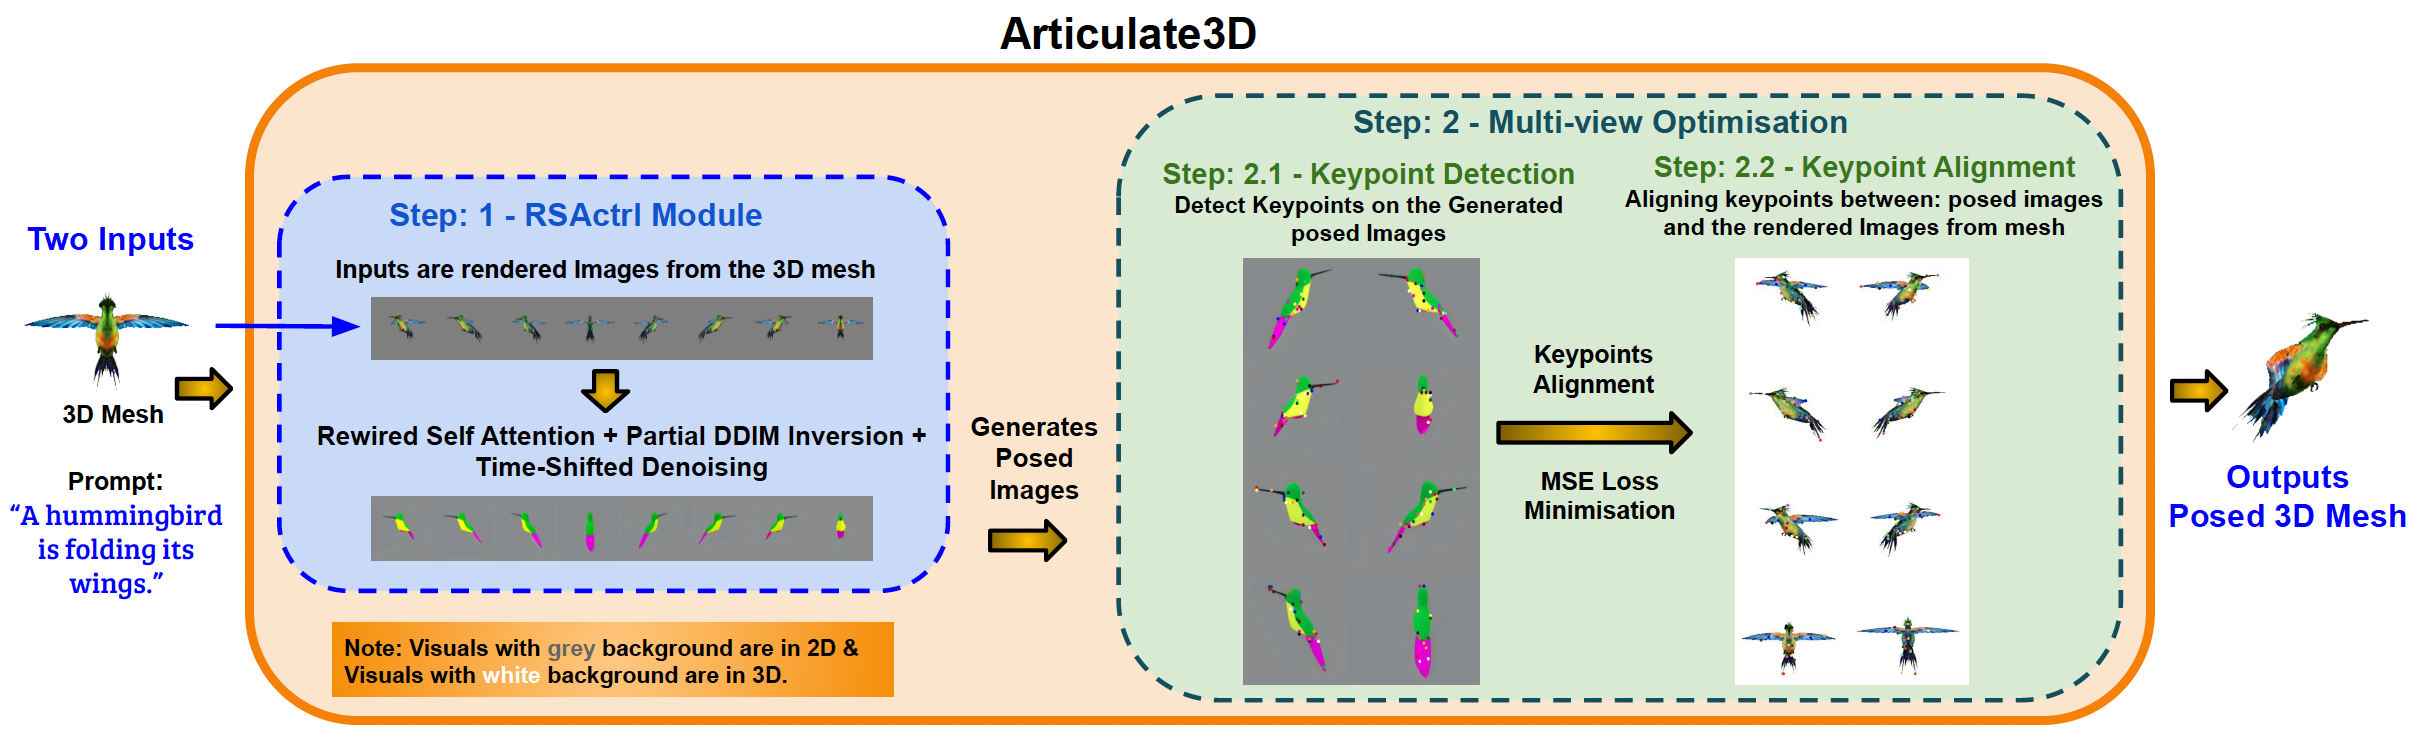 Articulate3D
Two Inputs
3D Mesh
Prompt:
“A hummingbird
is folding its
wings.”
Step: 1 - RSActrl Module
Inputs are rendered Images from the 3D mesh
Rewired Self Attention + Partial DDIM Inversion +
Time-Shifted Denoising
Note: Visuals with grey background are in 2D &
Visuals with white background are in 3D.
Generates
Posed
Images
Step: 2 - Multi-view Optimisation
Step: 2.1 - Keypoint Detection
Detect Keypoints on the Generated
posed Images
Keypoints
Alignment
MSE Loss
Minimisation
Step: 2.2 - Keypoint Alignment
Aligning keypoints between: posed images
and the rendered Images from mesh
Outputs
Posed 3D Mesh